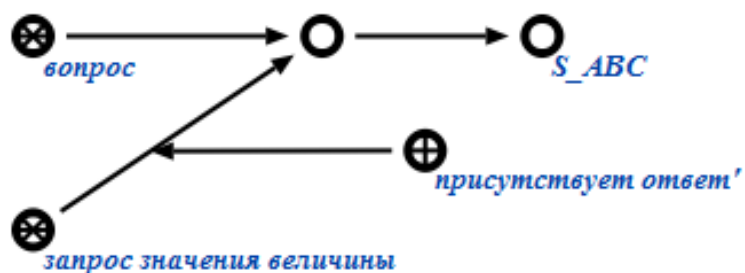 вопрос
S_ABC
присутствует ответ'
запрос значения величины